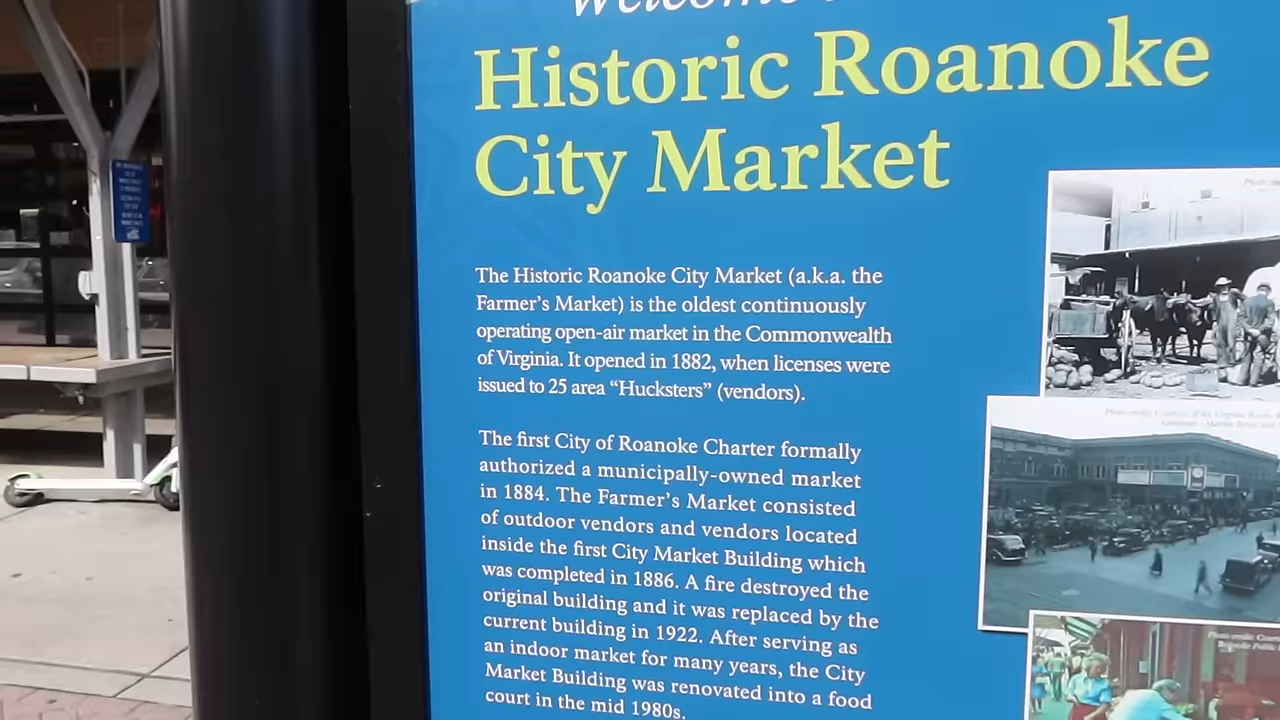 Welcome
Historic Roanoke
City Market
The Historic Roanoke City Market (a.k.a. the
Farmer's Market) is the oldest continuously
operating open-air market in the Commonwealth
of Virginia. It opened in 1882, when licenses were
issued to 25 area “Hucksters” (vendors).
The first City of Roanoke Charter formally
authorized a municipally-owned market
in 1884. The Farmer's Market consisted
of outdoor vendors and vendors located
inside the first City Market Building which
was completed in 1886. A fire destroyed the
original building and it was replaced by the
current building in 1922. After serving as
an indoor market for many years, the City
Market Building was renovated into a food
court in the mid 1980s.